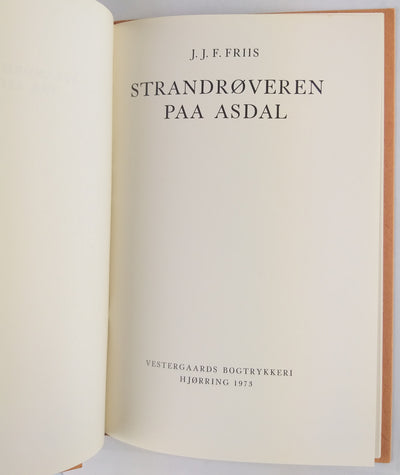 J. J. F. FRIIS
STRANDRØVEREN
PAA ASDAL
VESTERGAARDS BOGTRYKKERI
HJØRRING 1973